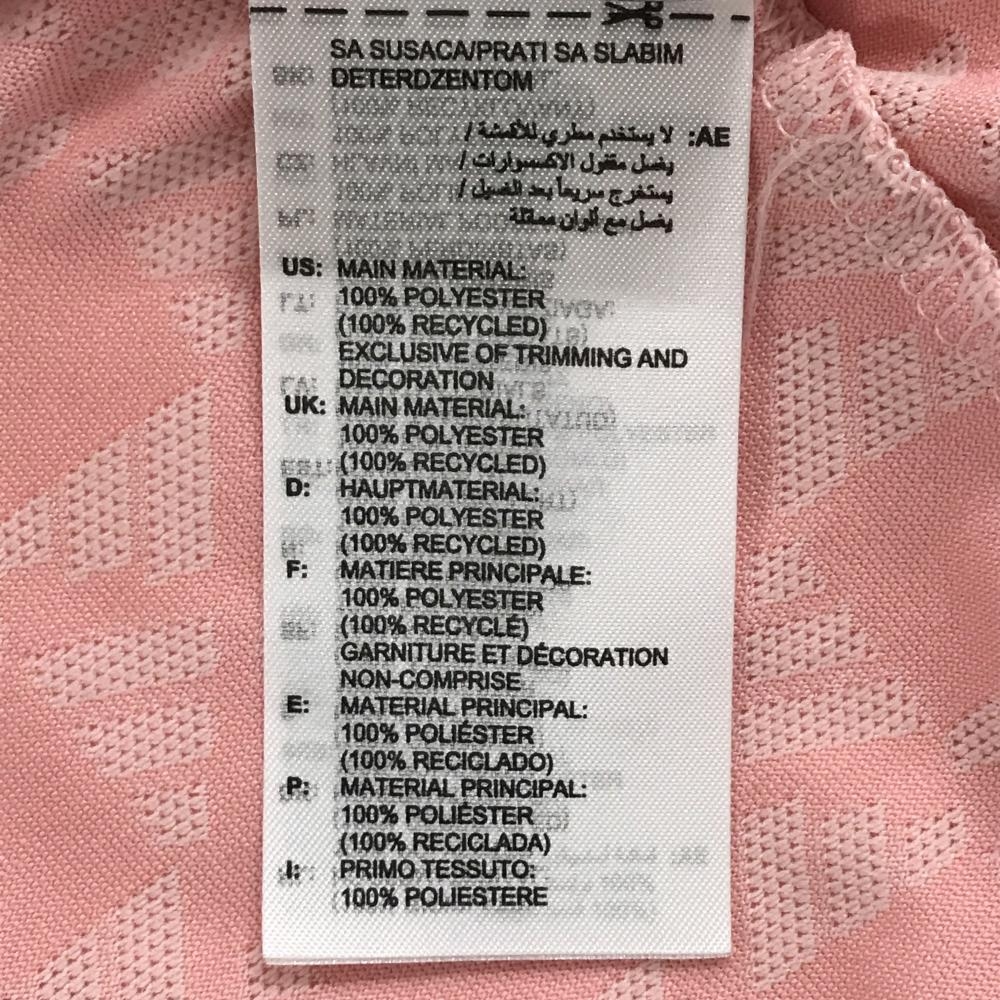 SA SUSACA/PRATI SA SLABIM
DETERDZENTOM
AE: لا يستخدم مطري للأقمشة /
يغسل مقلوب الاكسسوارات /
يستخرج سريعاً بعد الغسيل /
يغسل مع ألوان مماثلة
US: MAIN MATERIAL:
100% POLYESTER
(100% RECYCLED)
EXCLUSIVE OF TRIMMING AND
DECORATION
UK: MAIN MATERIAL:
100% POLYESTER
(100% RECYCLED)
D: HAUPTMATERIAL:
100% POLYESTER
(100% RECYCLED)
F: MATIERE PRINCIPALE:
100% POLYESTER
(100% RECYCLÉ)
GARNITURE ET DÉCORATION
NON-COMPRISE
E: MATERIAL PRINCIPAL:
100% POLIÉSTER
(100% RECICLADO)
P: MATERIAL PRINCIPAL:
100% POLIÉSTER
(100% RECICLADA)
I: PRIMO TESSUTO:
100% POLIESTERE